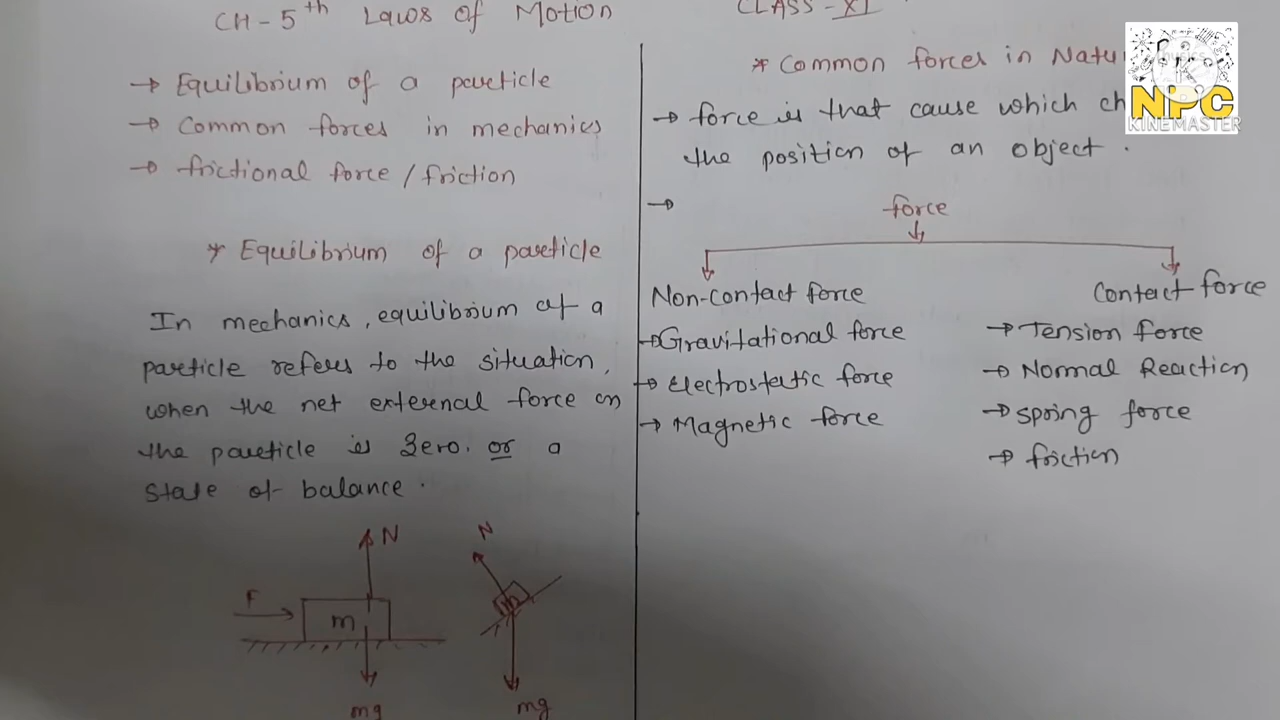 CH-5th Laws of Motion
CLASS-XI
→ Equilibrium of a particle
→ Common forces in mechanics
→ frictional force / friction
* Equilibrium of a particle
In mechanics, equilibrium of a
particle refers to the situation,
when the net external force on
the particle is zero. or a
state of balance.
N
F
m
mg
N
m
mg
* Common forces in
→ force is that cause which
the position of an object.
→
force
Non-contact force
→ Gravitational force
→ Electrostatic force
→ Magnetic force
Contact force
→ Tension force
→ Normal Reaction
→ spring force
→ friction
NPC
KINEMASTER